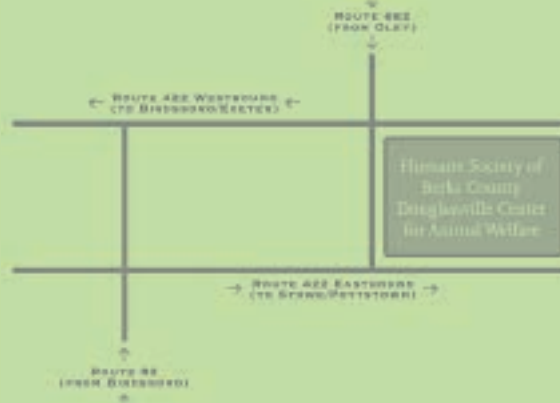 Route 662
(from Oley)
← Route 422 Westbound ←
(to Birdsboro/Exeter)
Humane Society of
Berks County
Douglassville Center
for Animal Welfare
→ Route 422 Eastbound →
(to Stowe/Pottstown)
Route
(from Birdsboro)